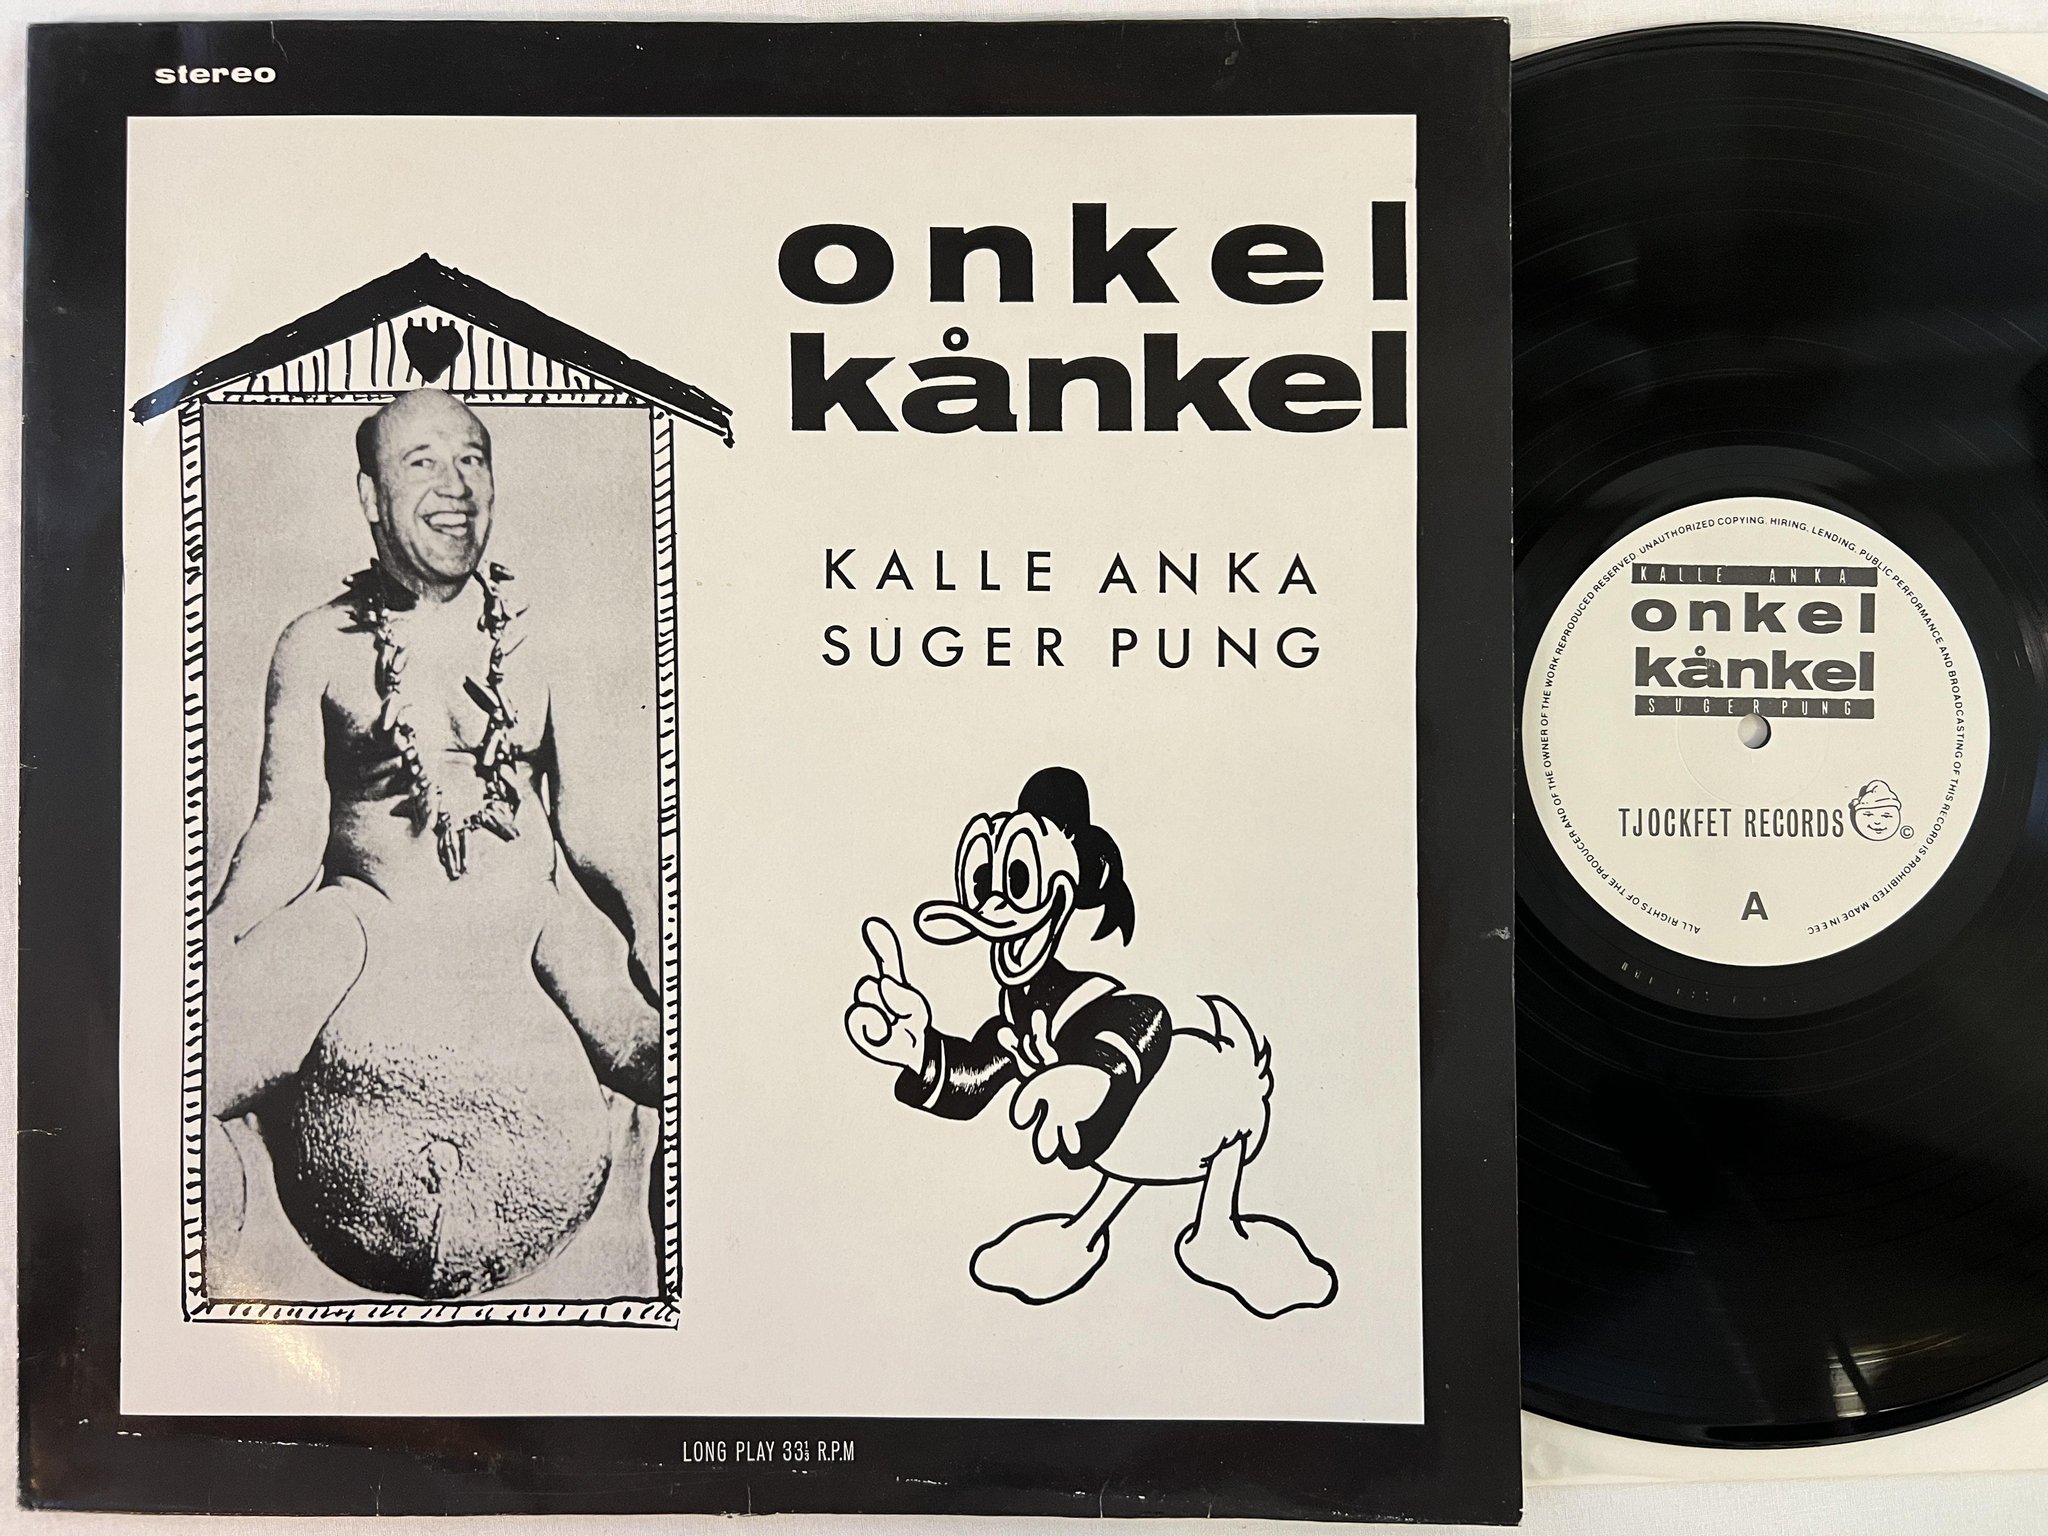 stereo
onkel
kånkel
KALLE ANKA
SUGER PUNG
LONG PLAY 33⅓ R.P.M
KALLE ANKA
onkel
kånkel
SUGER PUNG
TJOCKFET RECORDS ©
A
ALL RIGHTS OF THE PRODUCER AND OF THE OWNER OF THE WORK REPRODUCED RESERVED. UNAUTHORIZED COPYING, HIRING, LENDING, PUBLIC PERFORMANCE AND BROADCASTING OF THIS RECORD IS PROHIBITED. MADE IN EEC